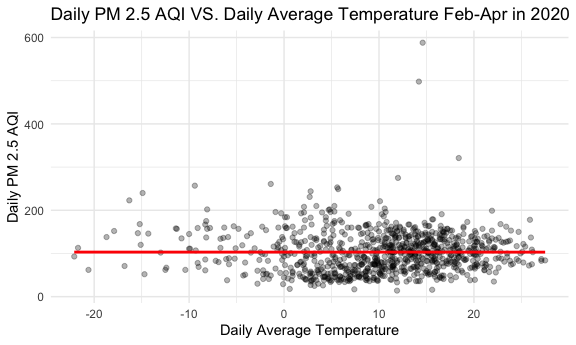 Daily PM 2.5 AQI VS. Daily Average Temperature Feb-Apr in 2020
600
400
200
0
Daily PM 2.5 AQI
-20 -10 0 10 20
Daily Average Temperature